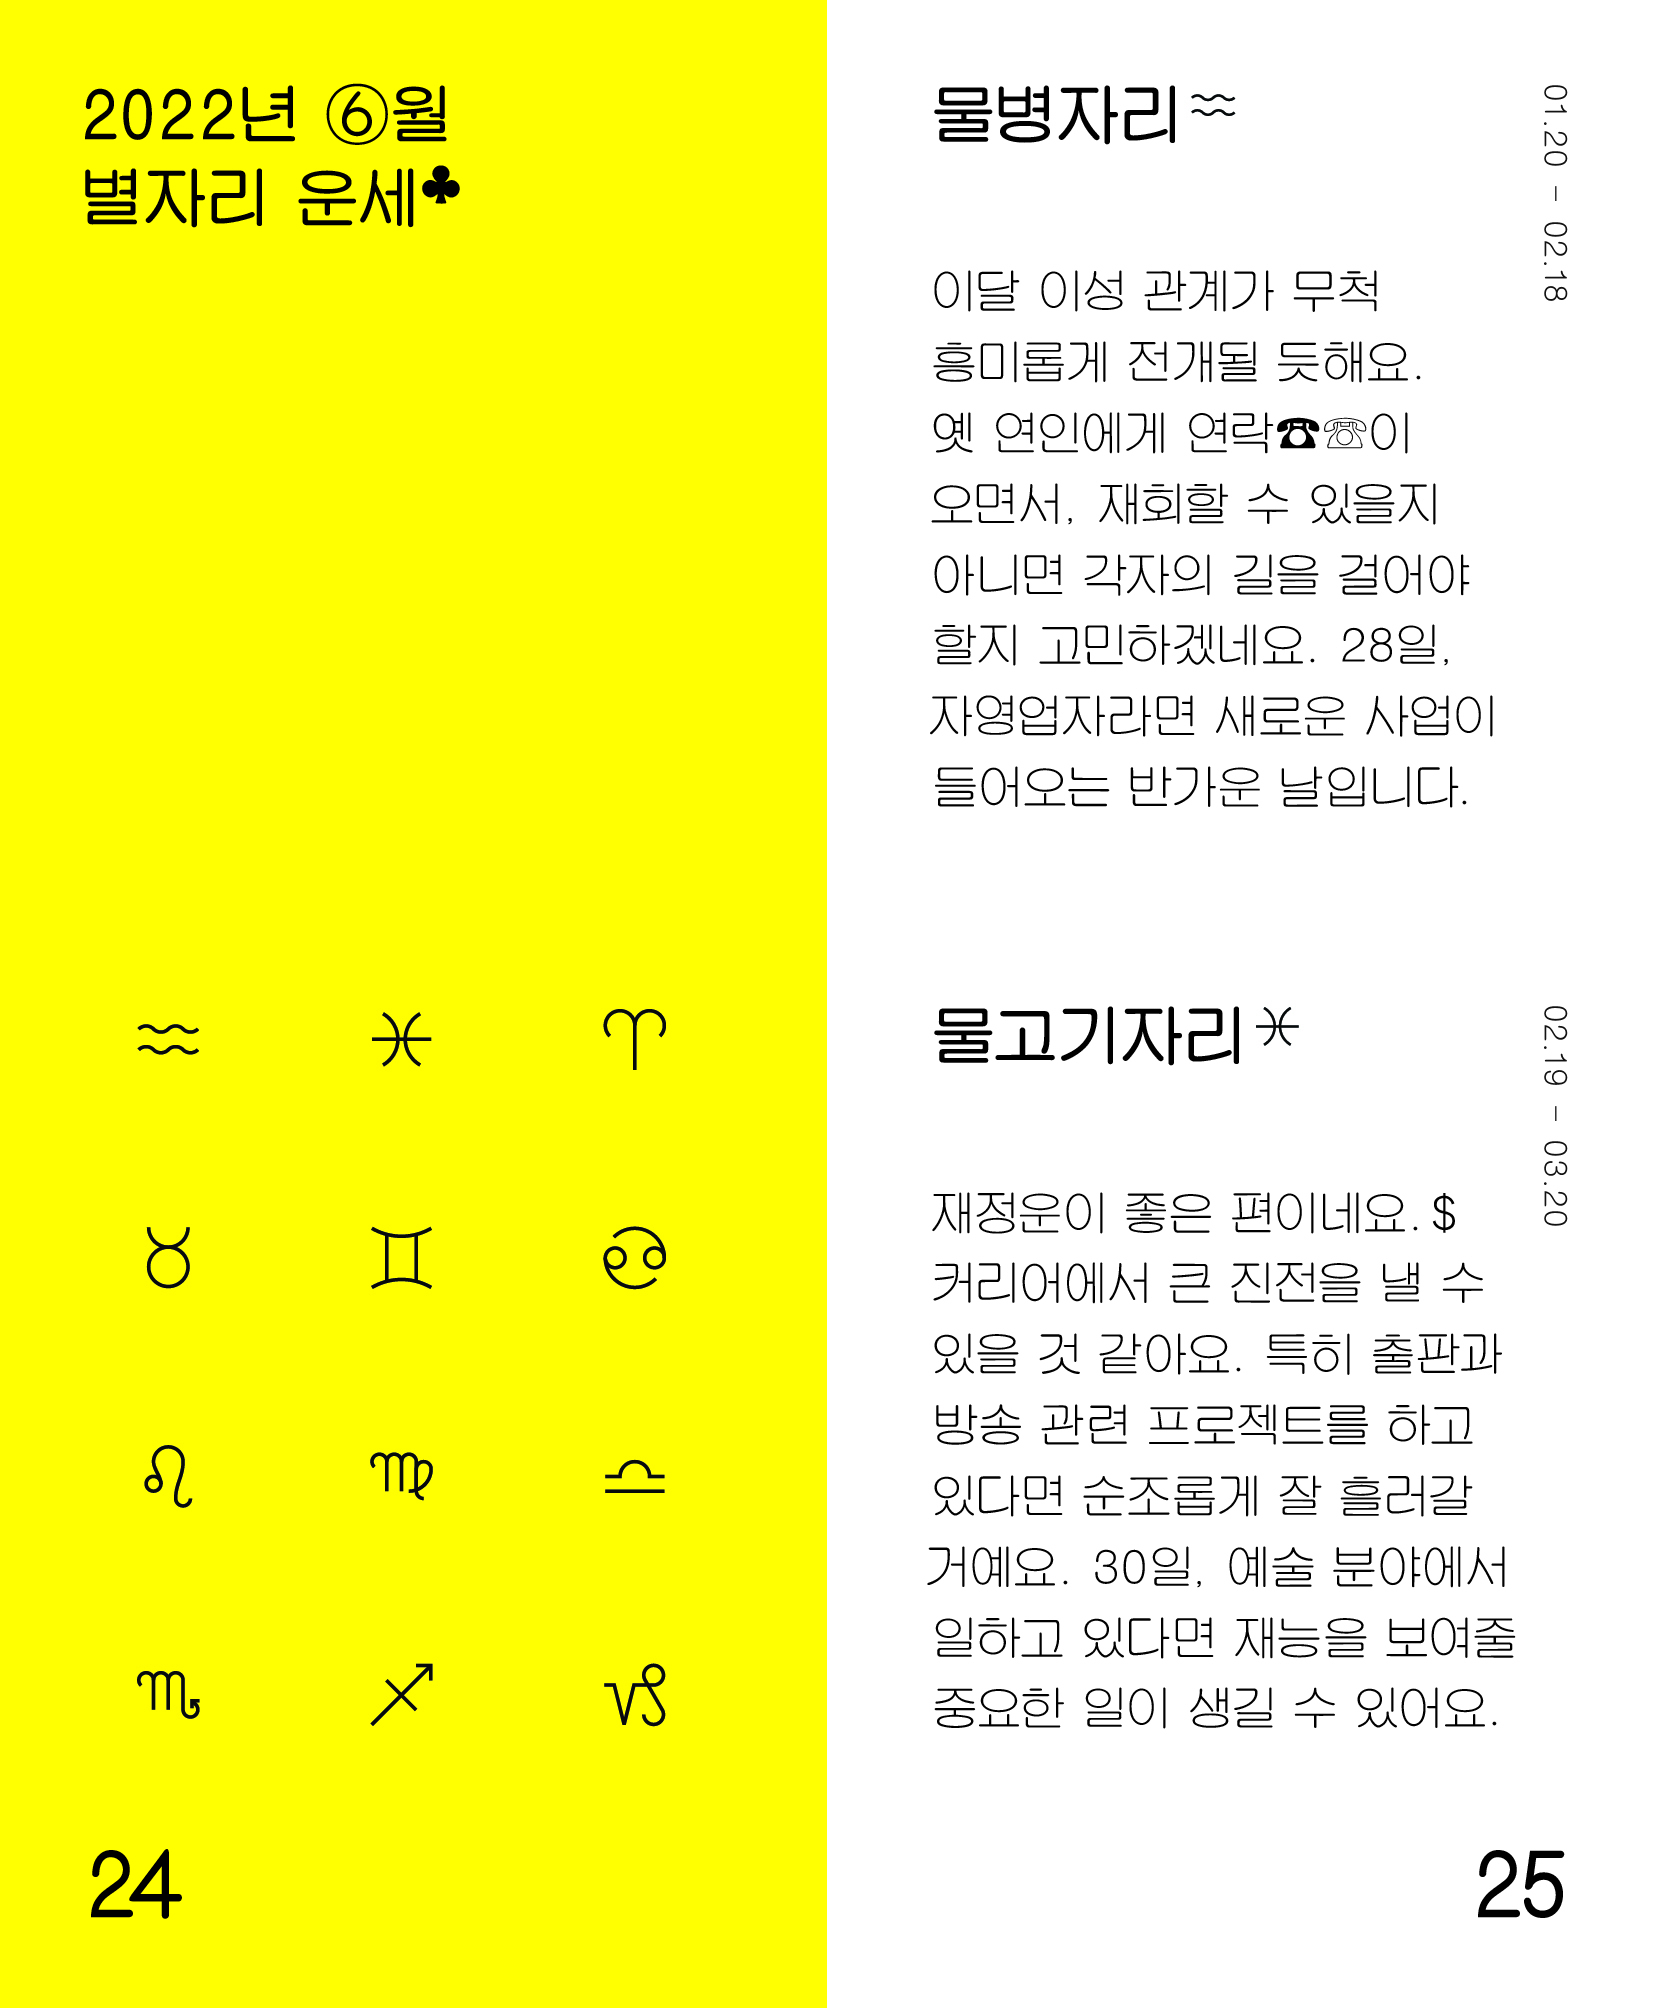 2022년 ⑥월
별자리 운세♣
♒ ♓ ♈
♉ ♊ ♋
♌ ♍ ♎
♏ ♐ ♑
24
물병자리♒
01.20 - 02.18
이달 이성 관계가 무척
흥미롭게 전개될 듯해요.
옛 연인에게 연락☎☏이
오면서, 재회할 수 있을지
아니면 각자의 길을 걸어야
할지 고민하겠네요. 28일,
자영업자라면 새로운 사업이
들어오는 반가운 날입니다.
물고기자리♓
02.19 - 03.20
재정운이 좋은 편이네요.$
커리어에서 큰 진전을 낼 수
있을 것 같아요. 특히 출판과
방송 관련 프로젝트를 하고
있다면 순조롭게 잘 흘러갈
거예요. 30일, 예술 분야에서
일하고 있다면 재능을 보여줄
중요한 일이 생길 수 있어요.
25